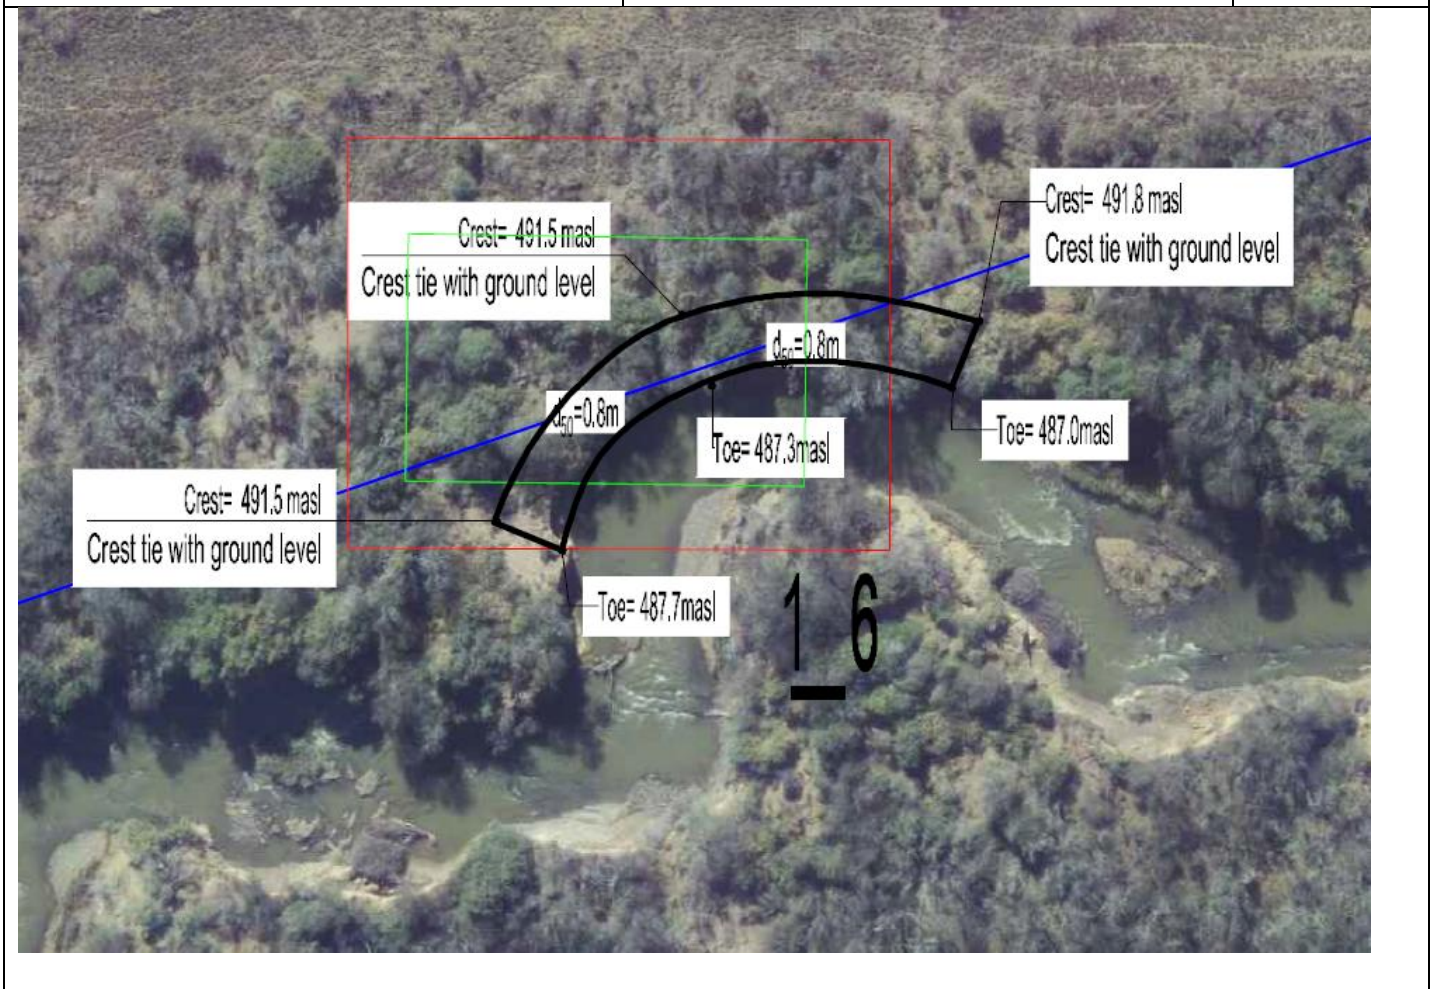 Crest= 491.8 masl
Crest tie with ground level
Crest= 491.5 masl
Crest tie with ground level
d50=0.8m
d50=0.8m
Toe= 487.3masl
Toe= 487.0masl
Crest= 491.5 masl
Crest tie with ground level
Toe= 487.7masl
1 6